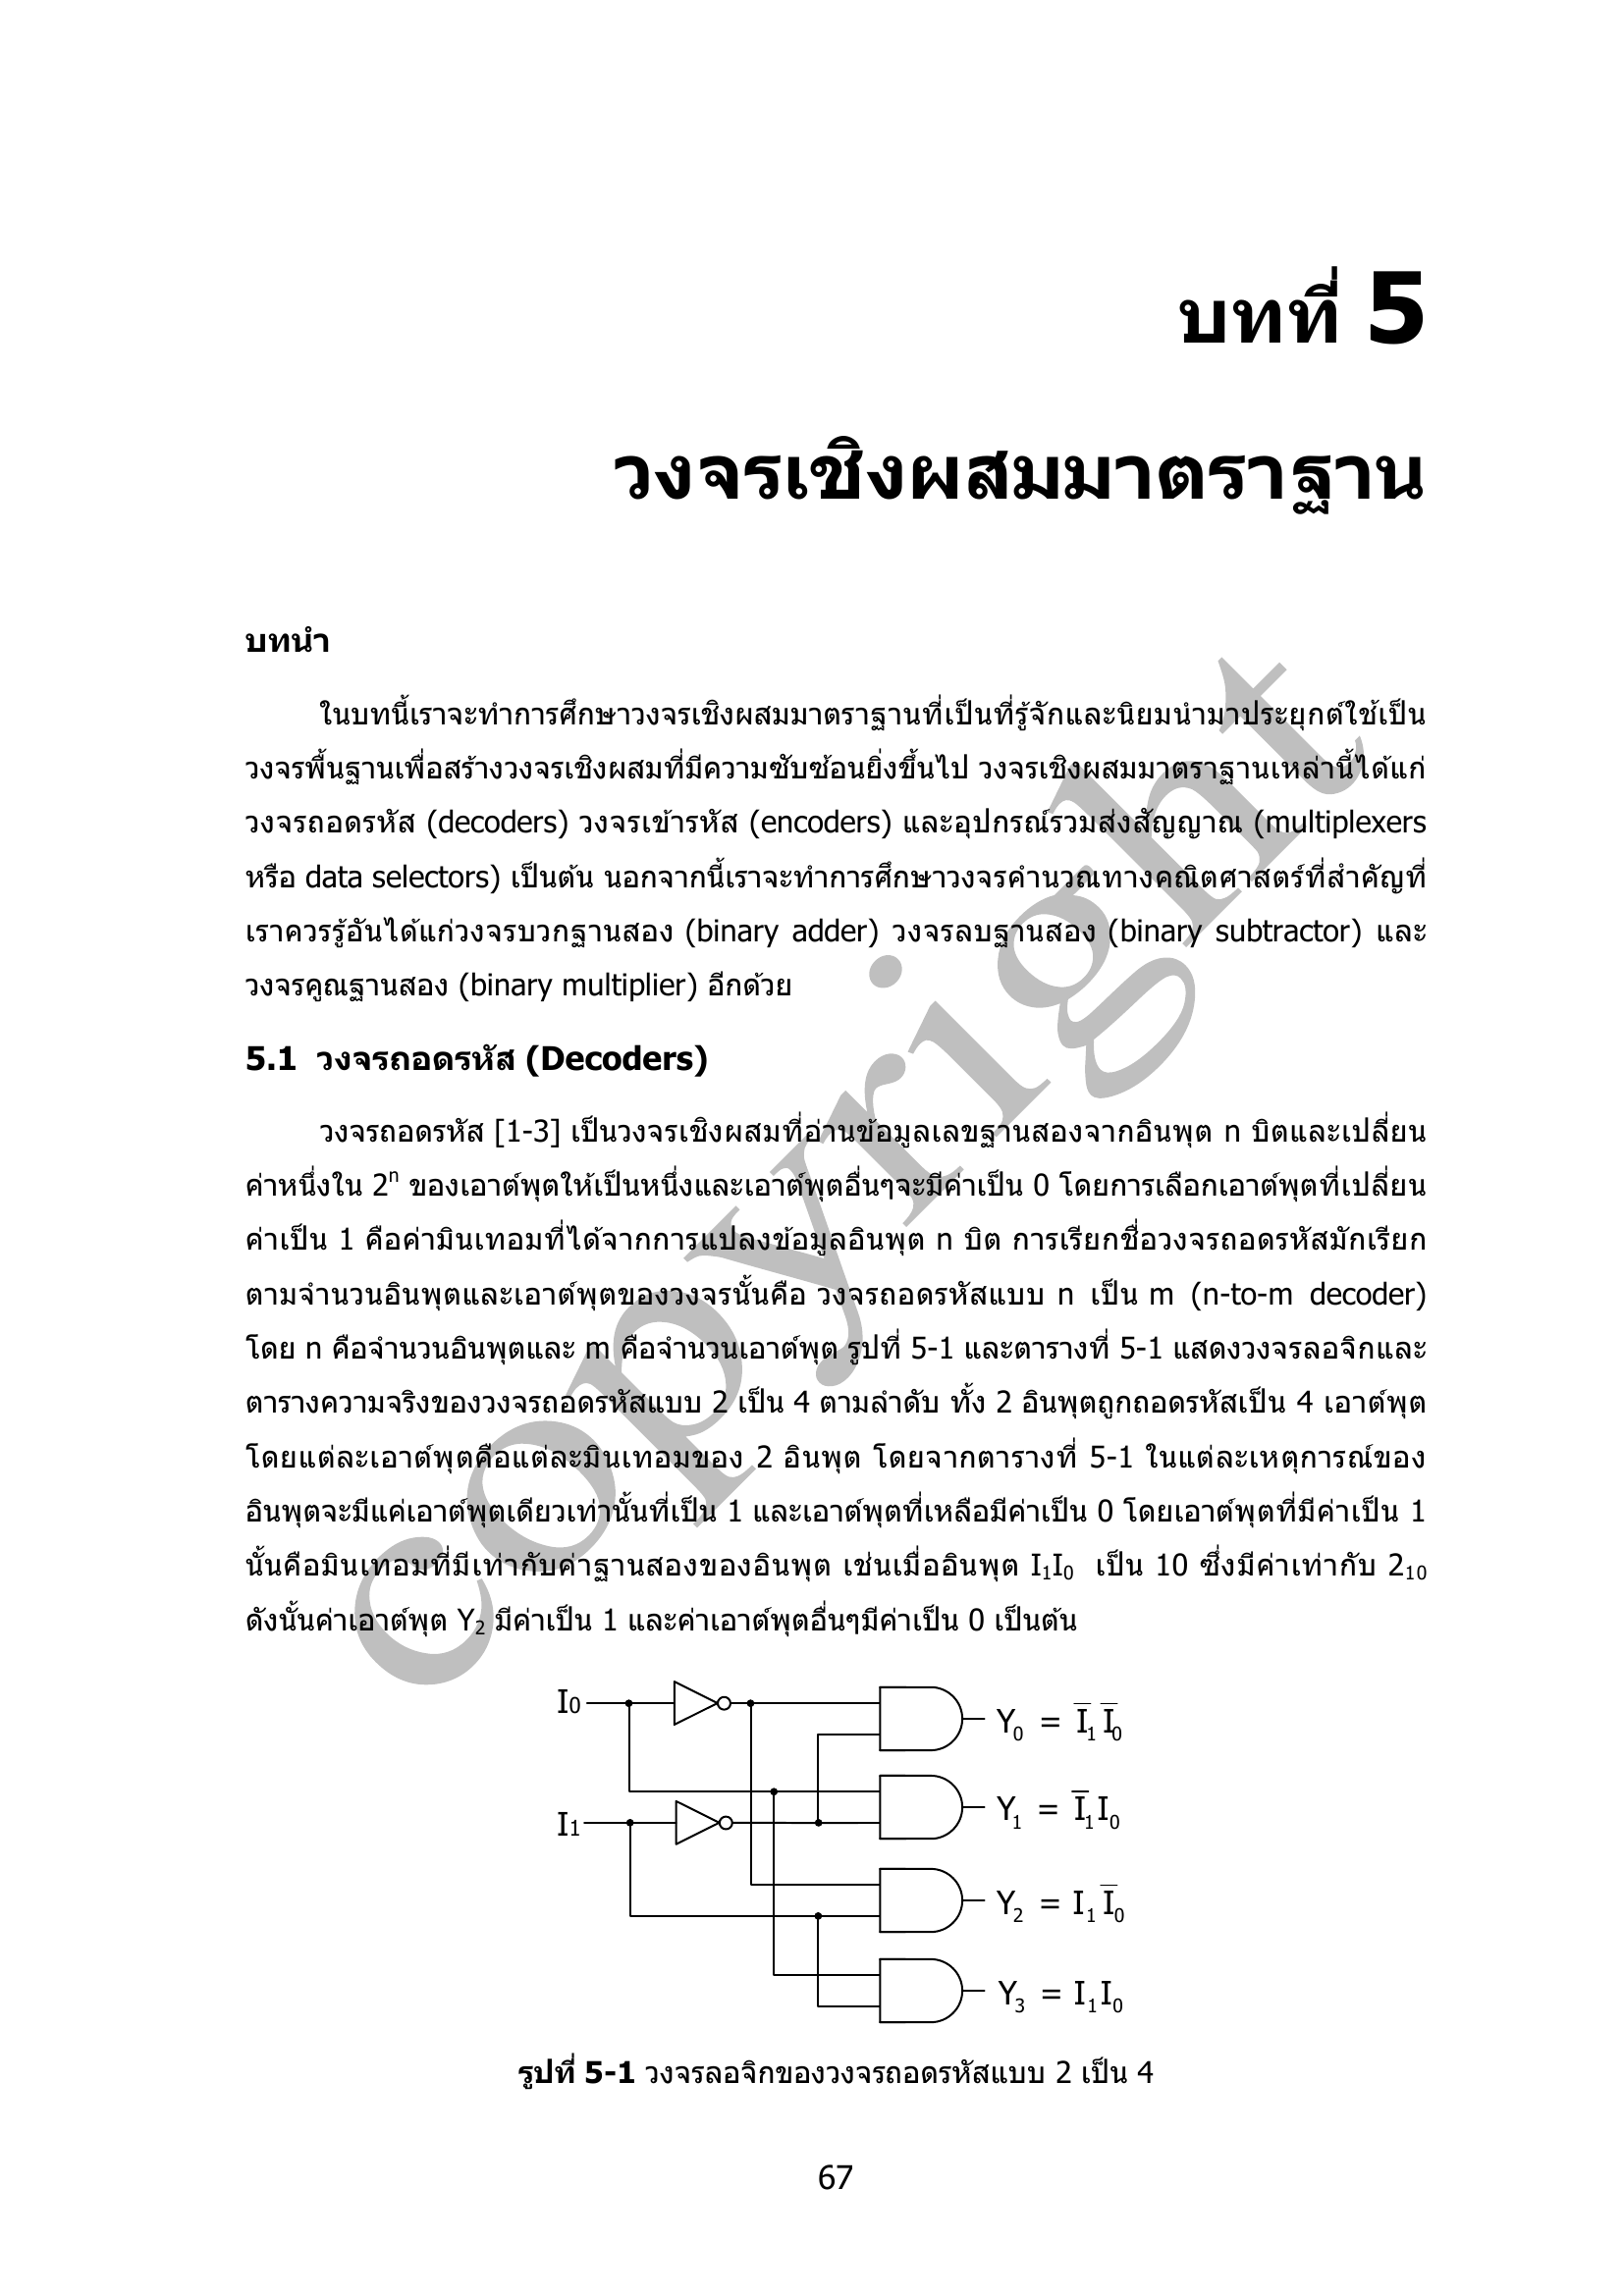 บทที่ 5
วงจรเชิงผสมมาตราฐาน
บทนำ
ในบทนี้เราจะทำการศึกษาวงจรเชิงผสมมาตราฐานที่เป็นที่รู้จักและนิยมนำมาประยุกต์ใช้เป็น
วงจรพื้นฐานเพื่อสร้างวงจรเชิงผสมที่มีความซับซ้อนยิ่งขึ้นไป วงจรเชิงผสมมาตราฐานเหล่านี้ได้แก่
วงจรถอดรหัส (decoders) วงจรเข้ารหัส (encoders) และอุปกรณ์รวมส่งสัญญาณ (multiplexers
หรือ data selectors) เป็นต้น นอกจากนี้เราจะทำการศึกษาวงจรคำนวณทางคณิตศาสตร์ที่สำคัญที่
เราควรรู้อันได้แก่วงจรบวกฐานสอง (binary adder) วงจรลบฐานสอง (binary subtractor) และ
วงจรคูณฐานสอง (binary multiplier) อีกด้วย
5.1 วงจรถอดรหัส (Decoders)
วงจรถอดรหัส [1-3] เป็นวงจรเชิงผสมที่อ่านข้อมูลเลขฐานสองจากอินพุต n บิตและเปลี่ยน
ค่าหนึ่งใน 2ⁿ ของเอาต์พุตให้เป็นหนึ่งและเอาต์พุตอื่นๆจะมีค่าเป็น 0 โดยการเลือกเอาต์พุตที่เปลี่ยน
ค่าเป็น 1 คือค่ามินเทอมที่ได้จากการแปลงข้อมูลอินพุต n บิต การเรียกชื่อวงจรถอดรหัสมักเรียก
ตามจำนวนอินพุตและเอาต์พุตของวงจรนั้นคือ วงจรถอดรหัสแบบ n เป็น m (n-to-m decoder)
โดย n คือจำนวนอินพุตและ m คือจำนวนเอาต์พุต รูปที่ 5-1 และตารางที่ 5-1 แสดงวงจรลอจิกและ
ตารางความจริงของวงจรถอดรหัสแบบ 2 เป็น 4 ตามลำดับ ทั้ง 2 อินพุตถูกถอดรหัสเป็น 4 เอาต์พุต
โดยแต่ละเอาต์พุตคือแต่ละมินเทอมของ 2 อินพุต โดยจากตารางที่ 5-1 ในแต่ละเหตุการณ์ของ
อินพุตจะมีแค่เอาต์พุตเดียวเท่านั้นที่เป็น 1 และเอาต์พุตที่เหลือมีค่าเป็น 0 โดยเอาต์พุตที่มีค่าเป็น 1
นั้นคือมินเทอมที่มีเท่ากับค่าฐานสองของอินพุต เช่นเมื่ออินพุต I₁I₀ เป็น 10 ซึ่งมีค่าเท่ากับ 2₁₀
ดังนั้นค่าเอาต์พุต Y₂ มีค่าเป็น 1 และค่าเอาต์พุตอื่นๆมีค่าเป็น 0 เป็นต้น
I₀
Y₀ = I̅₁ I̅₀
I₁
Y₁ = I̅₁ I₀
Y₂ = I₁ I̅₀
Y₃ = I₁ I₀
รูปที่ 5-1 วงจรลอจิกของวงจรถอดรหัสแบบ 2 เป็น 4
67
copyright